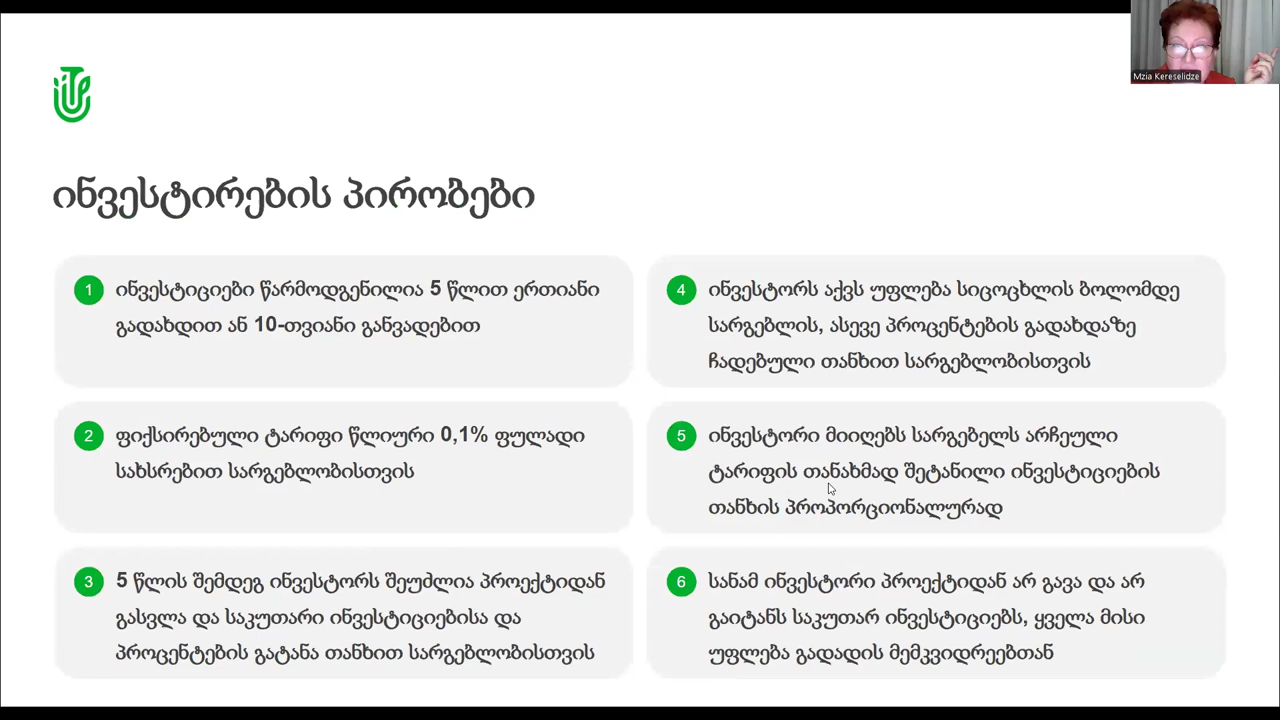 Mzia Kereselidze
ინვესტირების პირობები
1
ინვესტიციები წარმოდგენილია 5 წლით ერთიანი
გადახდით ან 10-თვიანი განვადებით
2
ფიქსირებული ტარიფი წლიური 0,1% ფულადი
სახსრებით სარგებლობისთვის
3
5 წლის შემდეგ ინვესტორს შეუძლია პროექტიდან
გასვლა და საკუთარი ინვესტიციებისა და
პროცენტების გატანა თანხით სარგებლობისთვის
4
ინვესტორს აქვს უფლება სიცოცხლის ბოლომდე
სარგებლის, ასევე პროცენტების გადახდაზე
ჩადებული თანხით სარგებლობისთვის
5
ინვესტორი მიიღებს სარგებელს არჩეული
ტარიფის თანახმად შეტანილი ინვესტიციების
თანხის პროპორციონალურად
6
სანამ ინვესტორი პროექტიდან არ გავა და არ
გაიტანს საკუთარ ინვესტიციებს, ყველა მისი
უფლება გადადის მემკვიდრეებთან